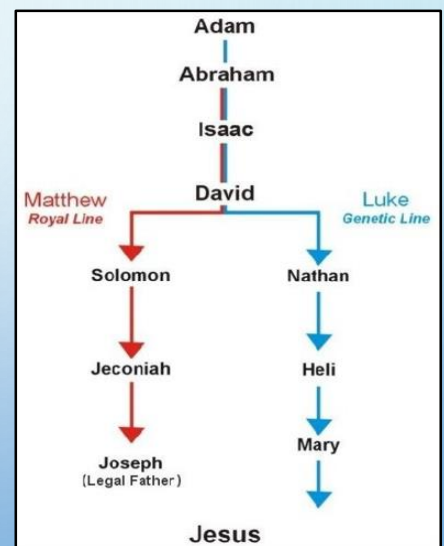 Adam
Abraham
Isaac
David
Matthew
Royal Line
Luke
Genetic Line
Solomon
Nathan
Jeconiah
Heli
Joseph
(Legal Father)
Mary
Jesus